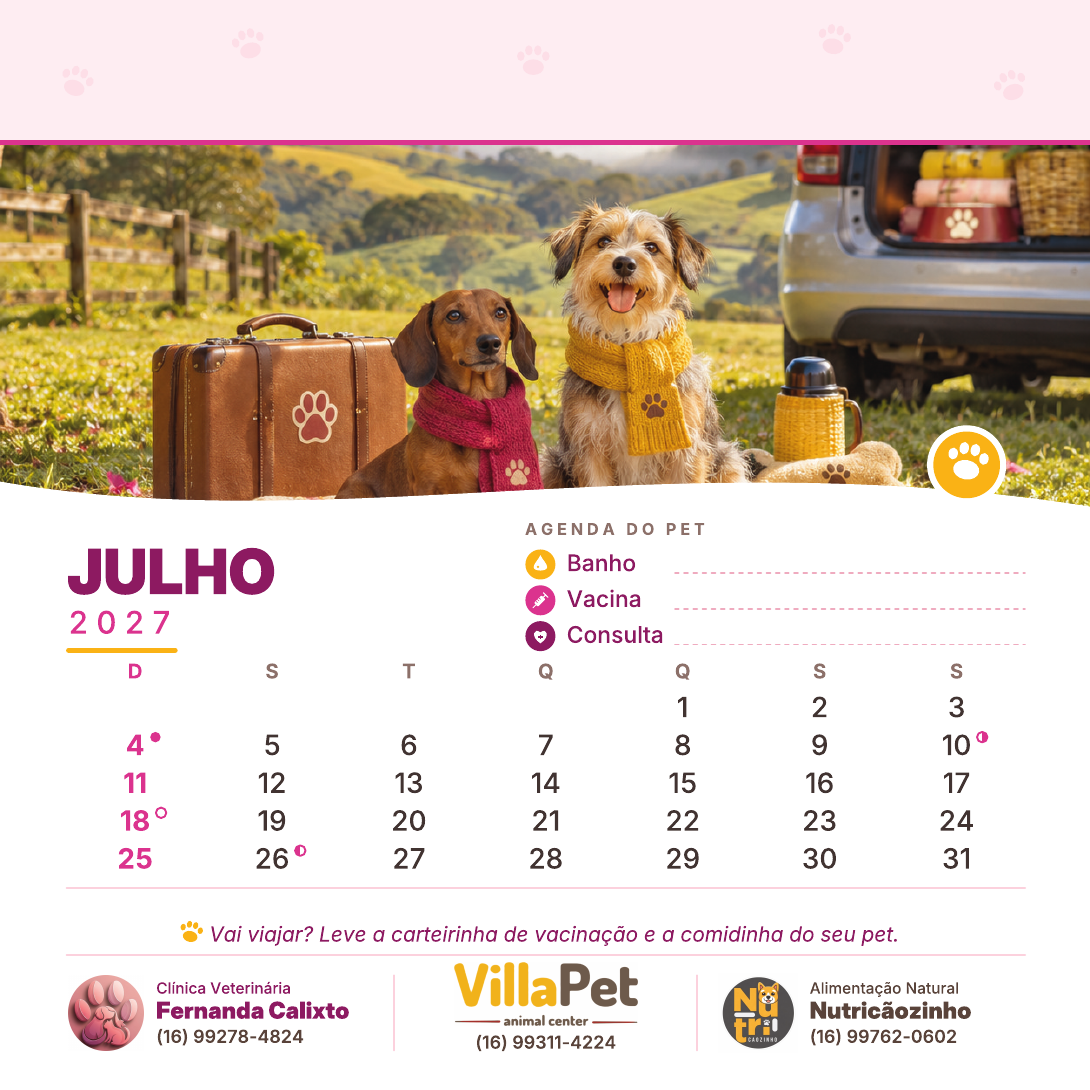 AGENDA DO PET
JULHO
2027
Banho
Vacina
Consulta
D S T Q Q S S
1 2 3
4 5 6 7 8 9 10
11 12 13 14 15 16 17
18 19 20 21 22 23 24
25 26 27 28 29 30 31
Vai viajar? Leve a carteirinha de vacinação e a comidinha do seu pet.
Clínica Veterinária
Fernanda Calixto
(16) 99278-4824
VillaPet
animal center
(16) 99311-4224
Nutri
CAOZINHO
Alimentação Natural
Nutricãozinho
(16) 99762-0602